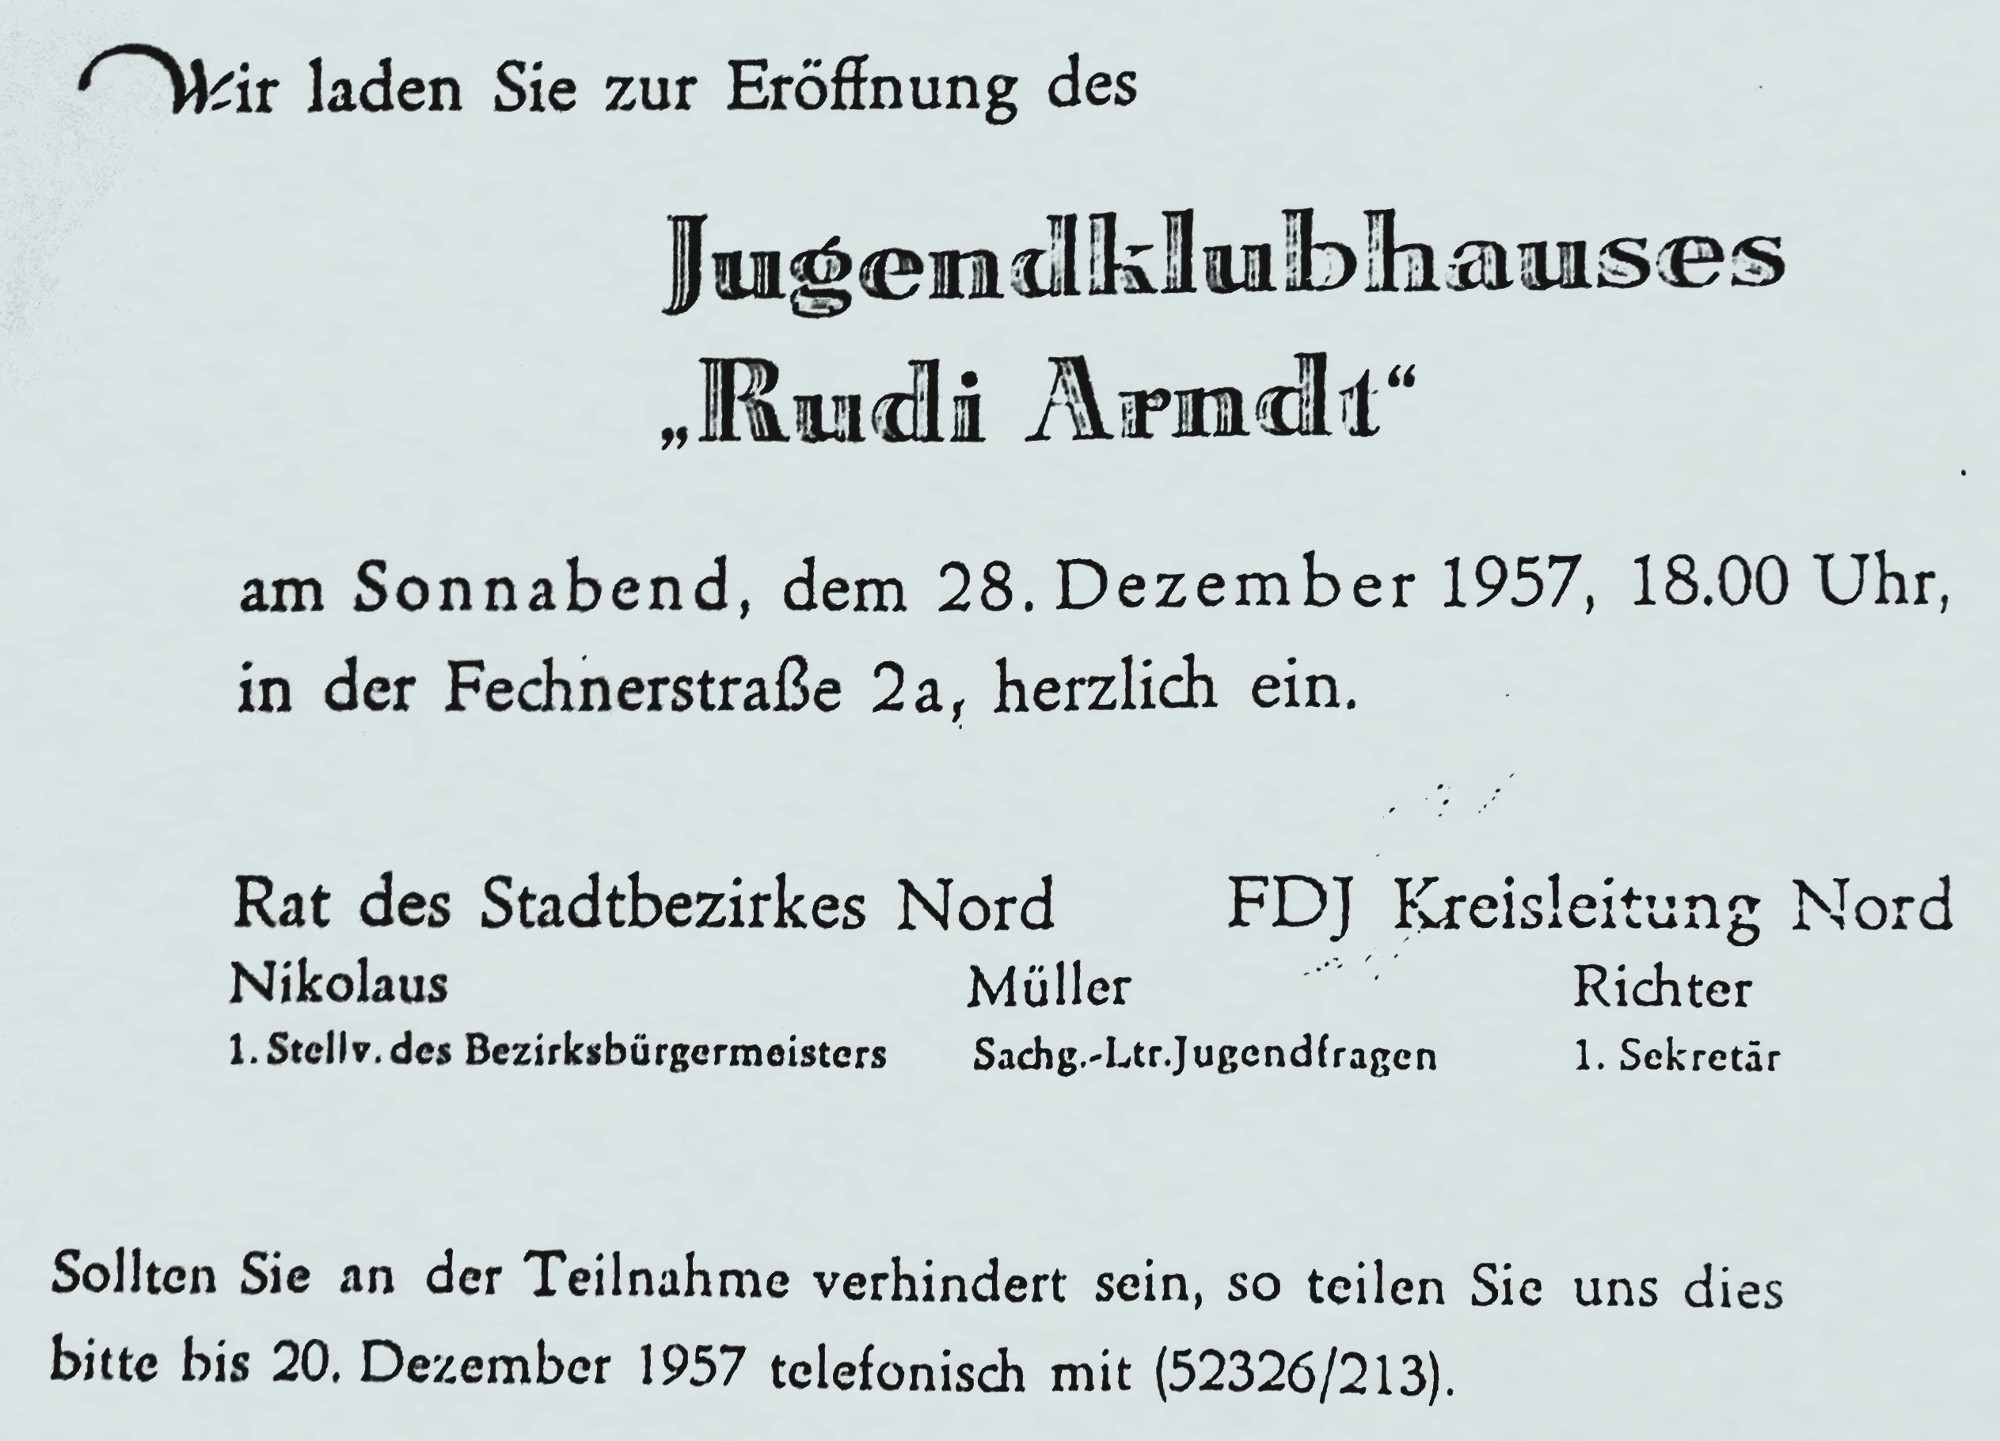 Wir laden Sie zur Eröffnung des
Jugendklubhauses
„Rudi Arndt“
am Sonnabend, dem 28. Dezember 1957, 18.00 Uhr,
in der Fechnerstraße 2a, herzlich ein.
Rat des Stadtbezirkes Nord FDJ Kreisleitung Nord
Nikolaus Müller Richter
1. Stellv. des Bezirksbürgermeisters Sachg.-Ltr. Jugendfragen 1. Sekretär
Sollten Sie an der Teilnahme verhindert sein, so teilen Sie uns dies
bitte bis 20. Dezember 1957 telefonisch mit (52326/213).